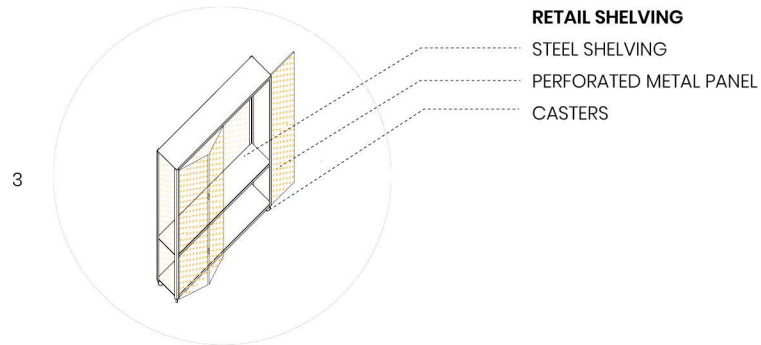 RETAIL SHELVING
STEEL SHELVING
PERFORATED METAL PANEL
CASTERS
3